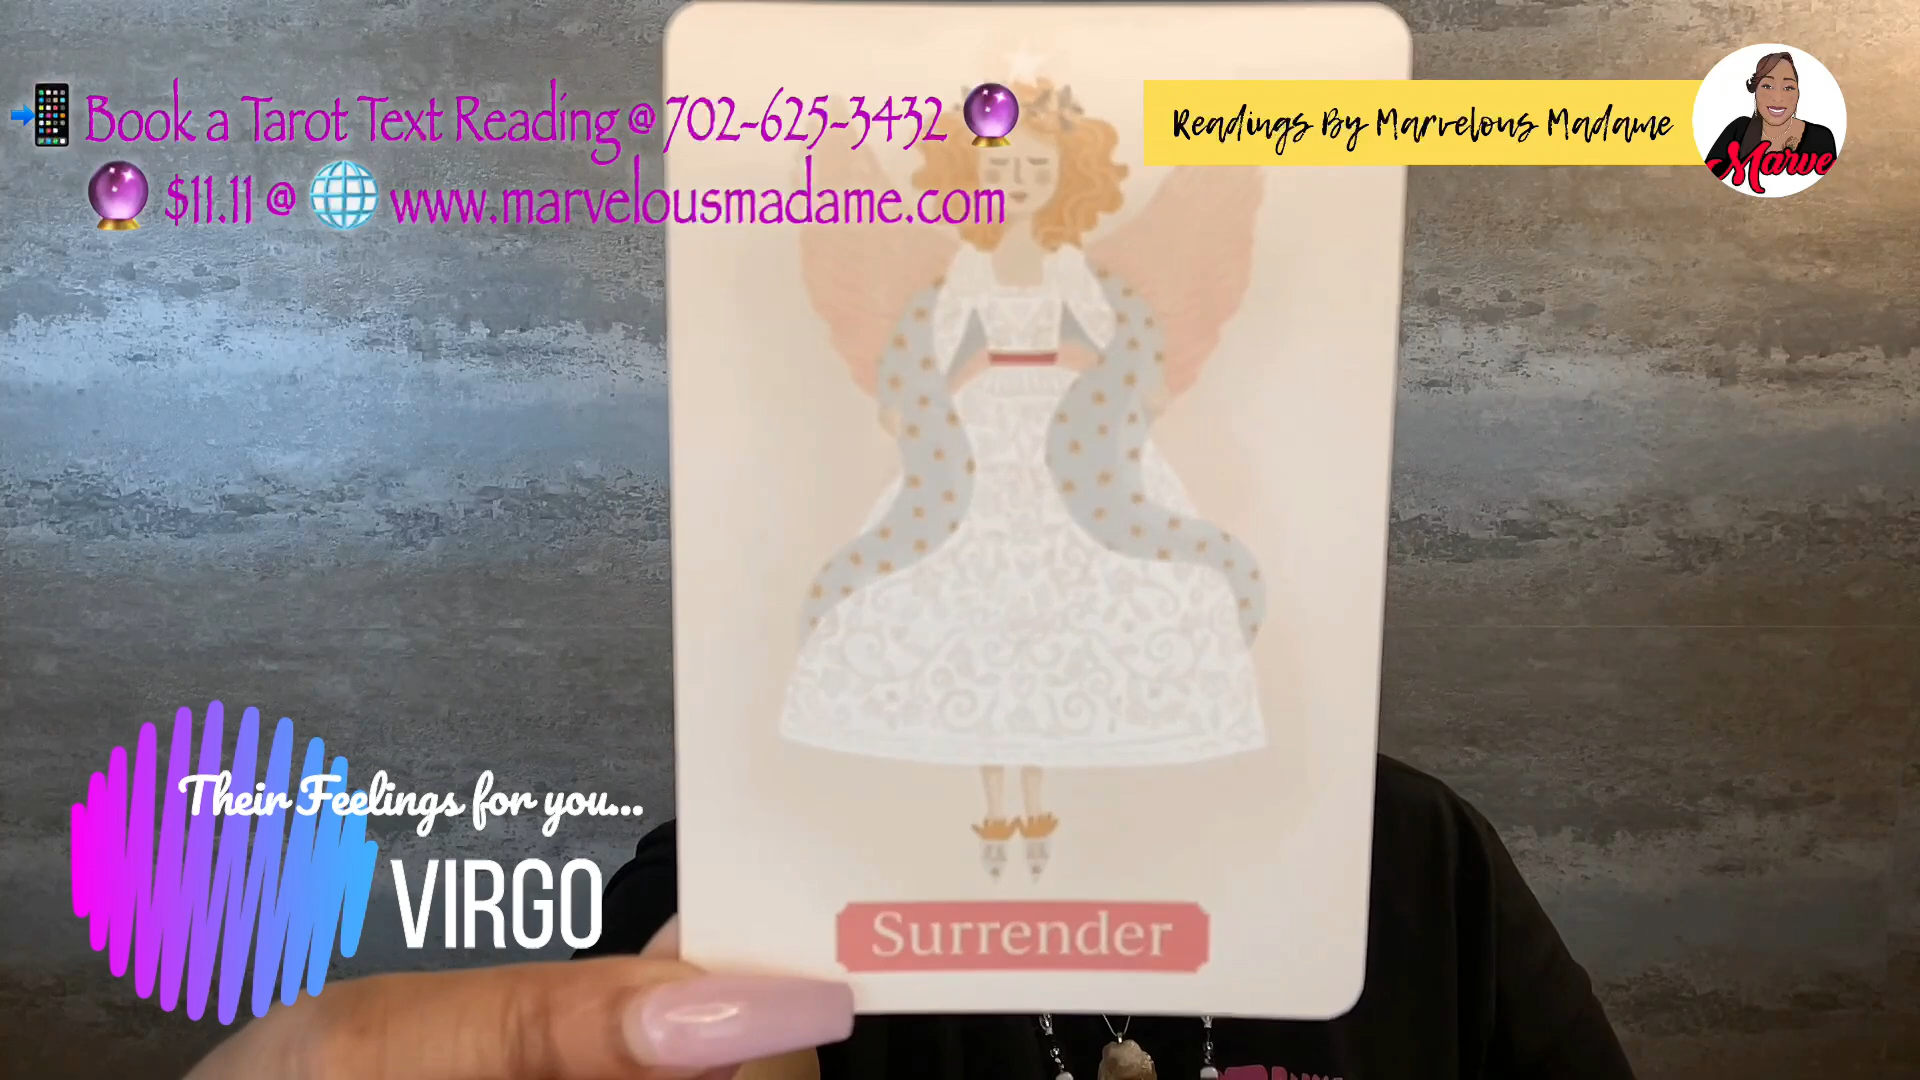 Book a Tarot Text Reading @ 702-625-3432
$11.11 @ www.marvelousmadame.com
Readings By Marvelous Madame
Marve
Their Feelings for you...
VIRGO
Surrender